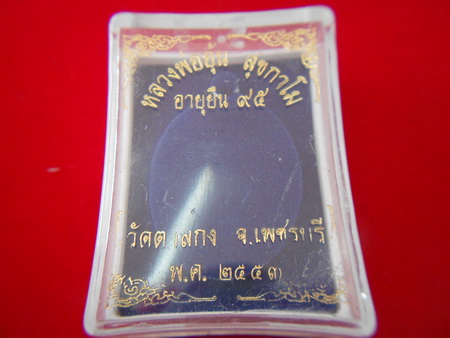 หลวงพ่ออุ้น สุขกาโม
อายุยืน ๙๕
วัดตาลกง จ.เพชรบุรี
พ.ศ. ๒๕๕๓